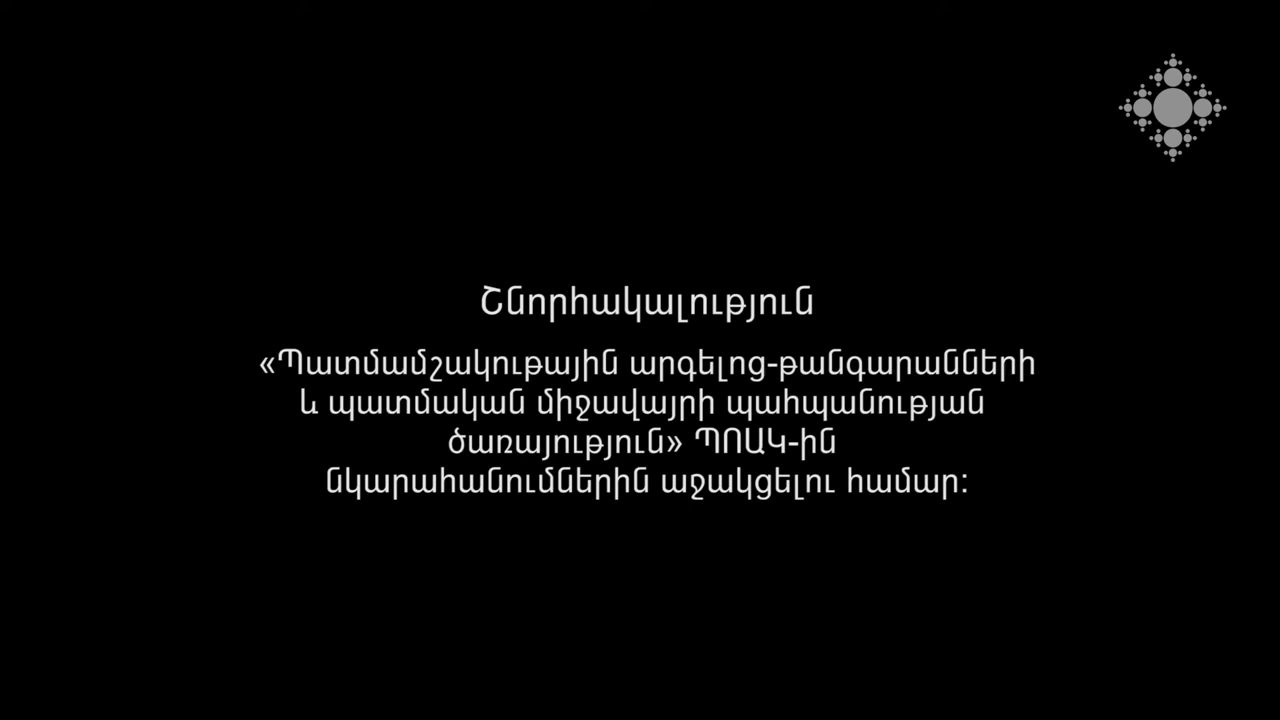 Շնորհակալություն
«Պատմամշակութային արգելոց-թանգարանների
և պատմական միջավայրի պահպանության
ծառայություն» ՊՈԱԿ-ին
նկարահանումներին աջակցելու համար: